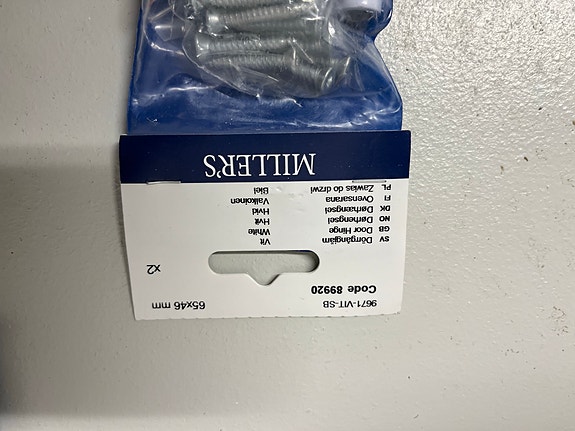 9671-VIT-SB 65x46 mm
Code 89920
x2
SV Dörrgångjärn Vit
GB Door Hinge White
NO Dørhengsel Hvit
DK Dørhængsel Hvid
FI Ovensarana Valkoinen
PL Zawias do drzwi Biel
MILLER'S